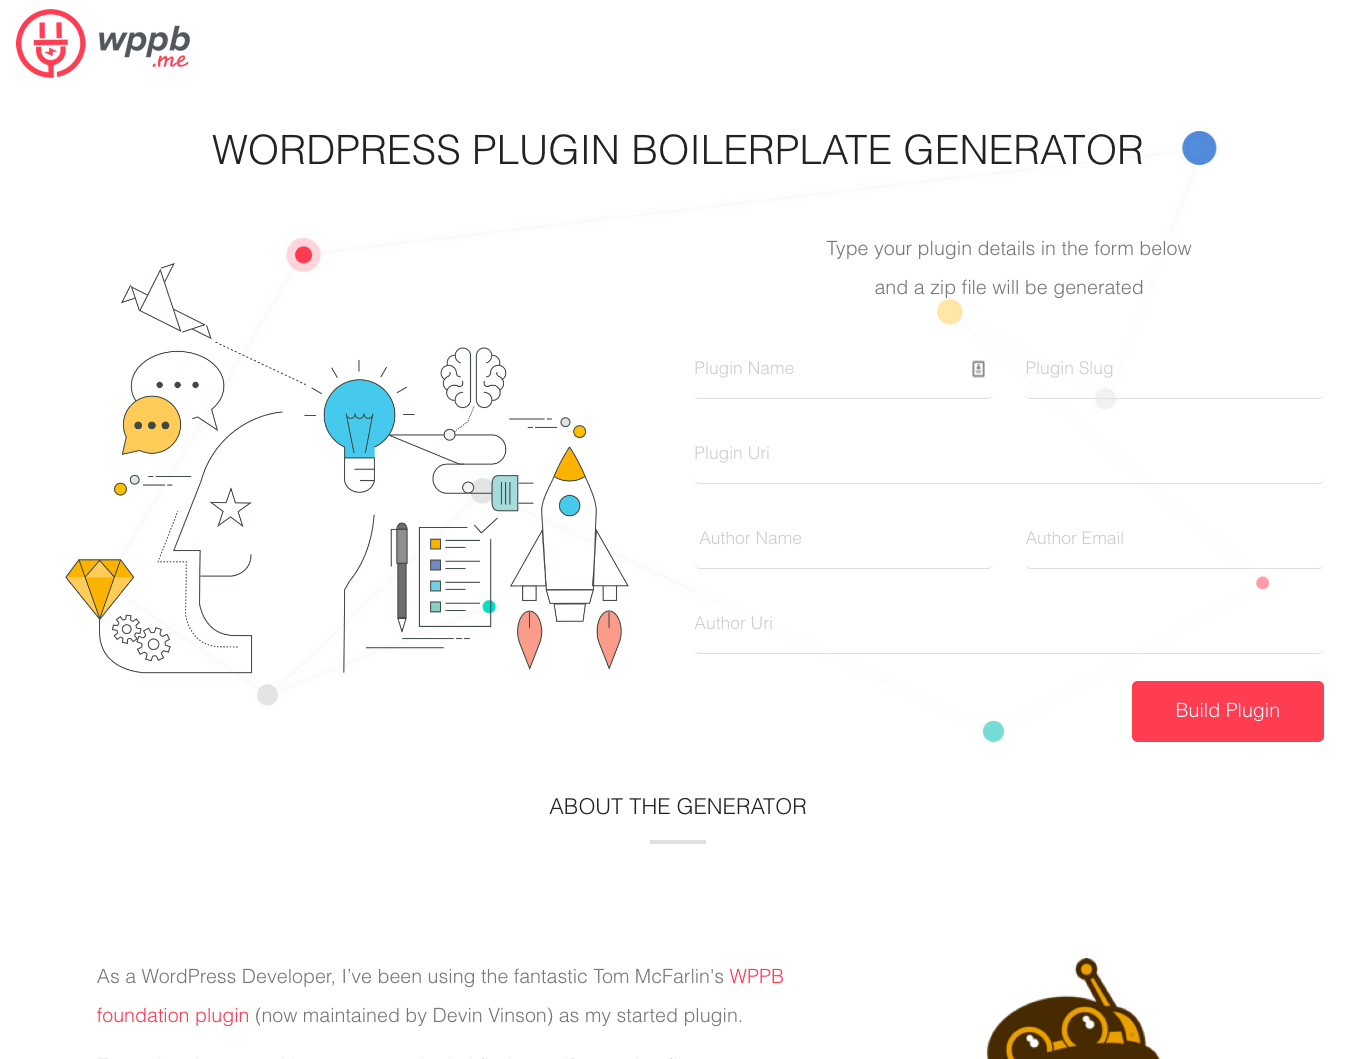 wppb
.me
WORDPRESS PLUGIN BOILERPLATE GENERATOR
Type your plugin details in the form below
and a zip file will be generated
Plugin Name
Plugin Slug
Plugin Uri
Author Name
Author Email
Author Uri
Build Plugin
ABOUT THE GENERATOR
As a WordPress Developer, I've been using the fantastic Tom McFarlin's WPPB
foundation plugin (now maintained by Devin Vinson) as my started plugin.